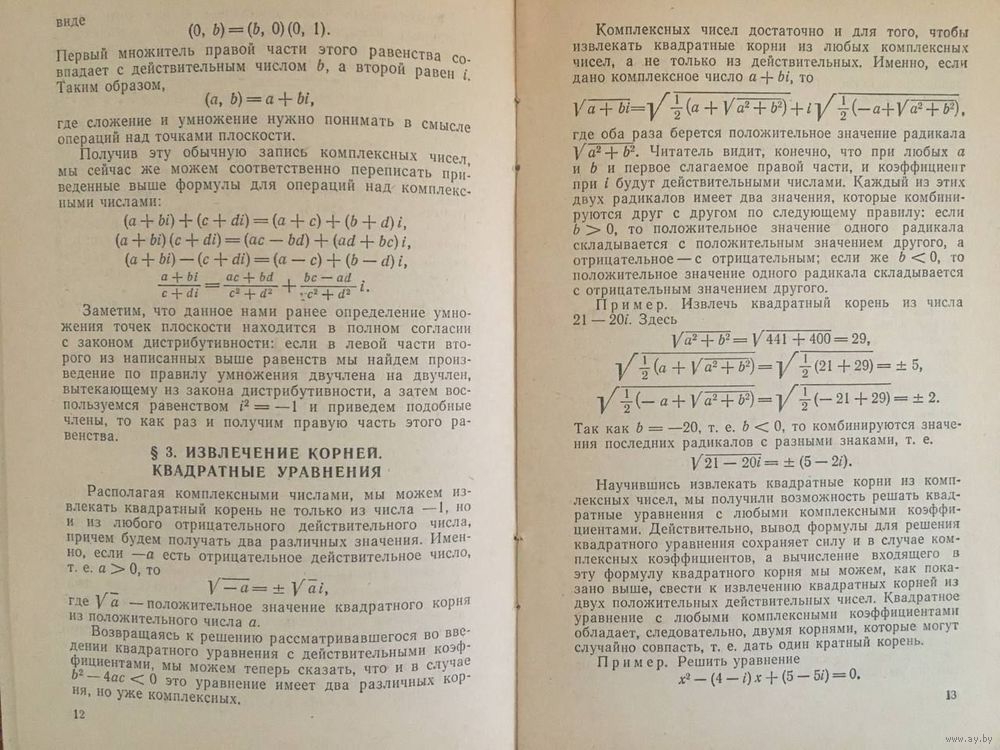 виде
(0, b) = (b, 0) (0, 1).
Первый множитель правой части этого равенства со-
впадает с действительным числом b, а второй равен i.
Таким образом,
(a, b) = a + bi,
где сложение и умножение нужно понимать в смысле
операций над точками плоскости.
Получив эту обычную запись комплексных чисел,
мы сейчас же можем соответственно переписать при-
веденные выше формулы для операций над комплекс-
ными числами:
(a + bi) + (c + di) = (a + c) + (b + d) i,
(a + bi) (c + di) = (ac — bd) + (ad + bc) i,
(a + bi) — (c + di) = (a — c) + (b — d) i,
a + bi / c + di = ac + bd / c² + d² + bc — ad / c² + d² i.
Заметим, что данное нами ранее определение умно-
жения точек плоскости находится в полном согласии
с законом дистрибутивности: если в левой части вто-
рого из написанных выше равенств мы найдем произ-
ведение по правилу умножения двучлена на двучлен,
вытекающему из закона дистрибутивности, а затем вос-
пользуемся равенством i² = —1 и приведем подобные
члены, то как раз и получим правую часть этого ра-
венства.
§ 3. ИЗВЛЕЧЕНИЕ КОРНЕЙ.
КВАДРАТНЫЕ УРАВНЕНИЯ
Располагая комплексными числами, мы можем из-
влекать квадратный корень не только из числа —1, но
и из любого отрицательного действительного числа,
причем будем получать два различных значения. Имен-
но, если —a есть отрицательное действительное число,
т. е. a > 0, то
√—a = ± √a i,
где √a — положительное значение квадратного корня
из положительного числа a.
Возвращаясь к решению рассматривавшегося во вве-
дении квадратного уравнения с действительными коэф-
фициентами, мы можем теперь сказать, что и в случае
b² — 4ac < 0 это уравнение имеет два различных кор-
ня, но уже комплексных.
12
Комплексных чисел достаточно и для того, чтобы
извлекать квадратные корни из любых комплексных
чисел, а не только из действительных. Именно, если
дано комплексное число a + bi, то
√a + bi = √½(a + √a² + b²) + i √½(—a + √a² + b²),
где оба раза берется положительное значение радикала
√a² + b². Читатель видит, конечно, что при любых a
и b и первое слагаемое правой части, и коэффициент
при i будут действительными числами. Каждый из этих
двух радикалов имеет два значения, которые комбини-
руются друг с другом по следующему правилу: если
b > 0, то положительное значение одного радикала
складывается с положительным значением другого, а
отрицательное — с отрицательным; если же b < 0, то
положительное значение одного радикала складывается
с отрицательным значением другого.
Пример. Извлечь квадратный корень из числа
21 — 20i. Здесь
√a² + b² = √441 + 400 = 29,
√½(a + √a² + b²) = √½(21 + 29) = ± 5,
√½(— a + √a² + b²) = √½(— 21 + 29) = ± 2.
Так как b = —20, т. е. b < 0, то комбинируются значе-
ния последних радикалов с разными знаками, т. е.
√21 — 20i = ± (5 — 2i).
Научившись извлекать квадратные корни из комп-
лексных чисел, мы получили возможность решать квад-
ратные уравнения с любыми комплексными коэффи-
циентами. Действительно, вывод формулы для решения
квадратного уравнения сохраняет силу и в случае ком-
плексных коэффициентов, а вычисление входящего в
эту формулу квадратного корня мы можем, как пока-
зано выше, свести к извлечению квадратных корней из
двух положительных действительных чисел. Квадратное
уравнение с любыми комплексными коэффициентами
обладает, следовательно, двумя корнями, которые могут
случайно совпасть, т. е. дать один кратный корень.
Пример. Решить уравнение
x² — (4 — i) x + (5 — 5i) = 0.
13
www.ay.by